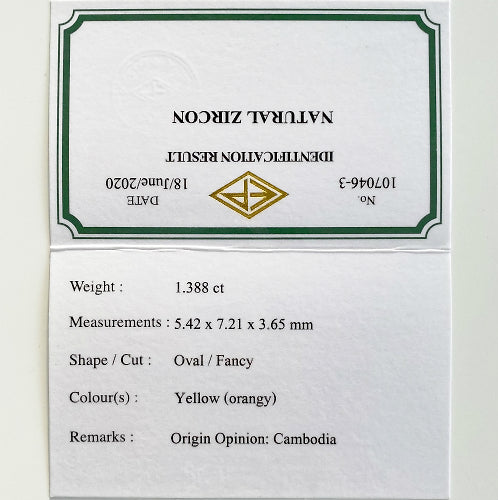 No. DATE
107046-3 18/June/2020
IDENTIFICATION RESULT
NATURAL ZIRCON
Weight : 1.388 ct
Measurements : 5.42 x 7.21 x 3.65 mm
Shape / Cut : Oval / Fancy
Colour(s) : Yellow (orangy)
Remarks : Origin Opinion: Cambodia